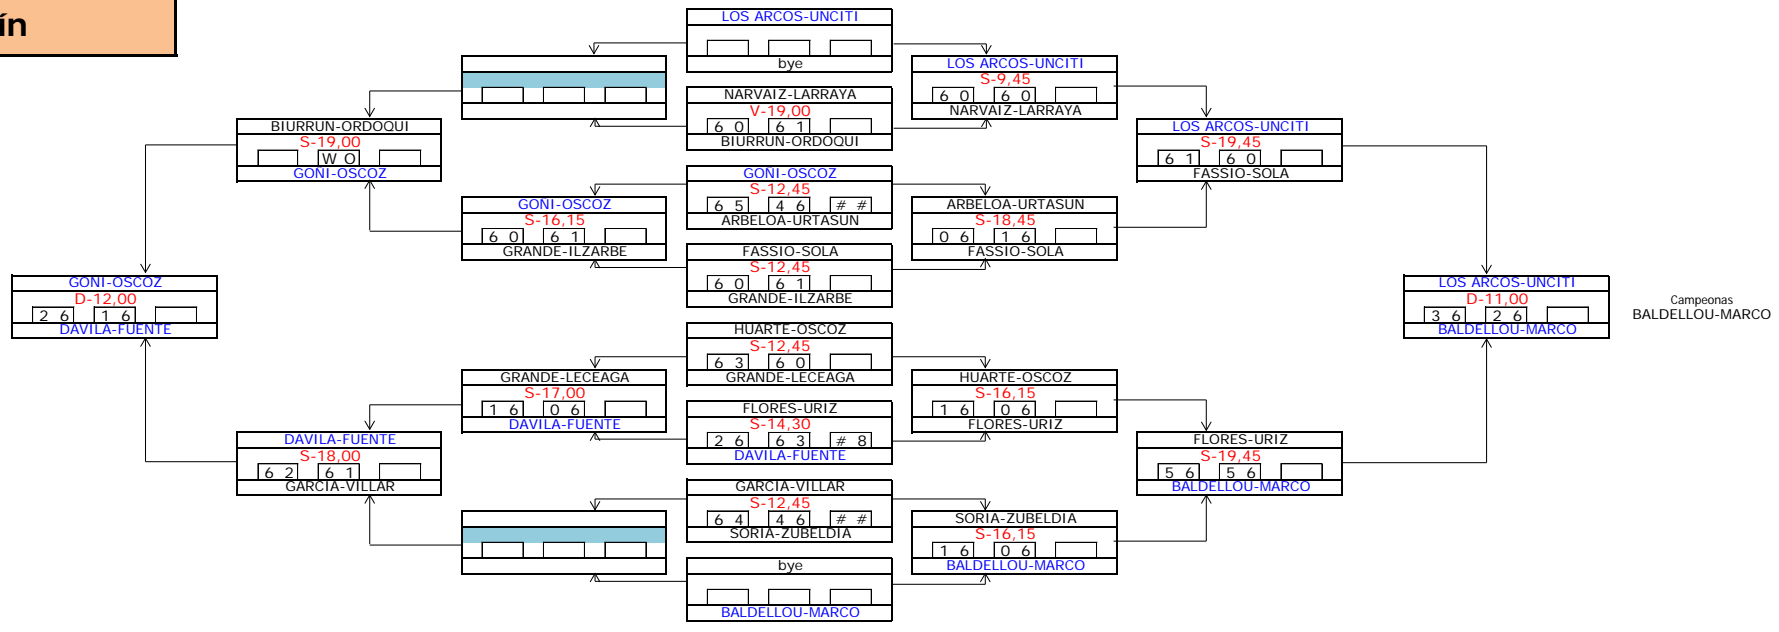 ín
LOS ARCOS-UNCITI
bye
NARVAIZ-LARRAYA
V-19,00
6 0 6 1
BIURRUN-ORDOQUI
GOÑI-OSCOZ
S-12,45
6 5 4 6 # #
ARBELOA-URTASUN
FASSIO-SOLA
S-12,45
6 0 6 1
GRANDE-ILZARBE
HUARTE-OSCOZ
S-12,45
6 3 6 0
GRANDE-LECEAGA
FLORES-URIZ
S-14,30
2 6 6 3 # 8
DAVILA-FUENTE
GARCIA-VILLAR
S-12,45
6 4 4 6 # #
SORIA-ZUBELDIA
bye
BALDELLOU-MARCO
GOÑI-OSCOZ
S-16,15
6 0 6 1
GRANDE-ILZARBE
GRANDE-LECEAGA
S-17,00
1 6 0 6
DAVILA-FUENTE
BIURRUN-ORDOQUI
S-19,00
W O
GOÑI-OSCOZ
DAVILA-FUENTE
S-18,00
6 2 6 1
GARCIA-VILLAR
GOÑI-OSCOZ
D-12,00
2 6 1 6
DAVILA-FUENTE
LOS ARCOS-UNCITI
S-9,45
6 0 6 0
NARVAIZ-LARRAYA
ARBELOA-URTASUN
S-18,45
0 6 1 6
FASSIO-SOLA
HUARTE-OSCOZ
S-16,15
1 6 0 6
FLORES-URIZ
SORIA-ZUBELDIA
S-16,15
1 6 0 6
BALDELLOU-MARCO
LOS ARCOS-UNCITI
S-19,45
6 1 6 0
FASSIO-SOLA
FLORES-URIZ
S-19,45
5 6 5 6
BALDELLOU-MARCO
LOS ARCOS-UNCITI
D-11,00
3 6 2 6
BALDELLOU-MARCO
Campeonas
BALDELLOU-MARCO